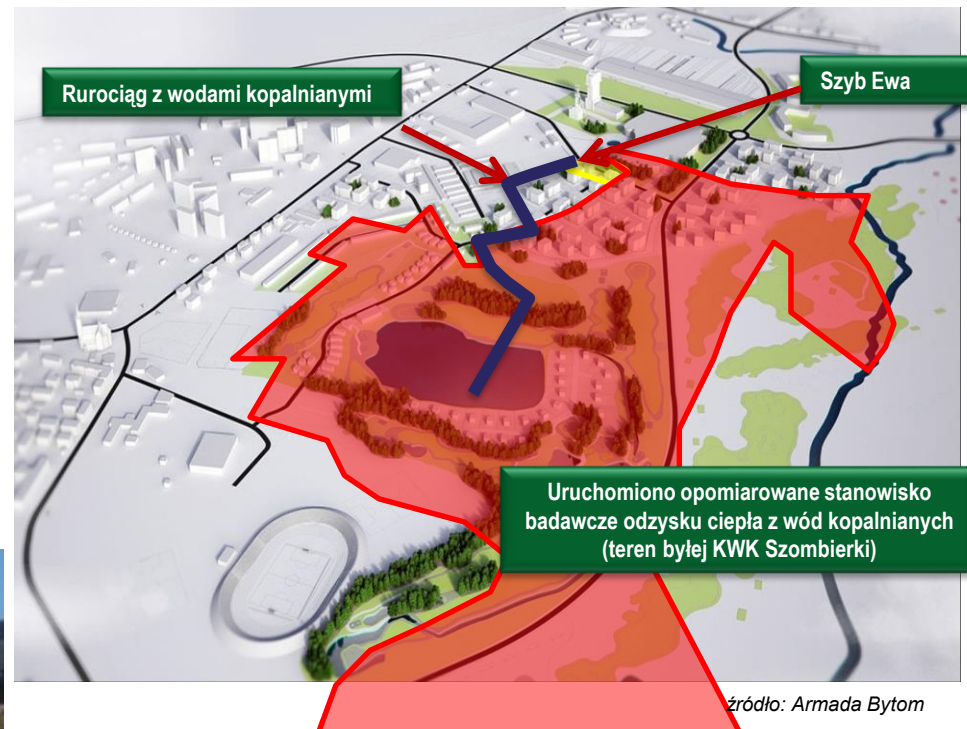 Rurociąg z wodami kopalnianymi
Szyb Ewa
Uruchomiono opomiarowane stanowisko
badawcze odzysku ciepła z wód kopalnianych
(teren byłej KWK Szombierki)
źródło: Armada Bytom